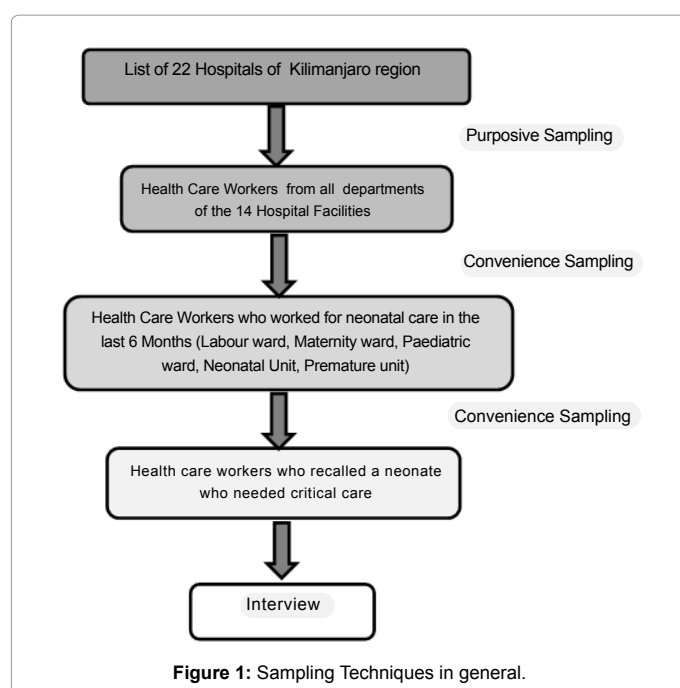 List of 22 Hospitals of Kilimanjaro region
Purposive Sampling
Health Care Workers from all departments
of the 14 Hospital Facilities
Convenience Sampling
Health Care Workers who worked for neonatal care in the
last 6 Months (Labour ward, Maternity ward, Paediatric
ward, Neonatal Unit, Premature unit)
Convenience Sampling
Health care workers who recalled a neonate
who needed critical care
Interview
Figure 1: Sampling Techniques in general.